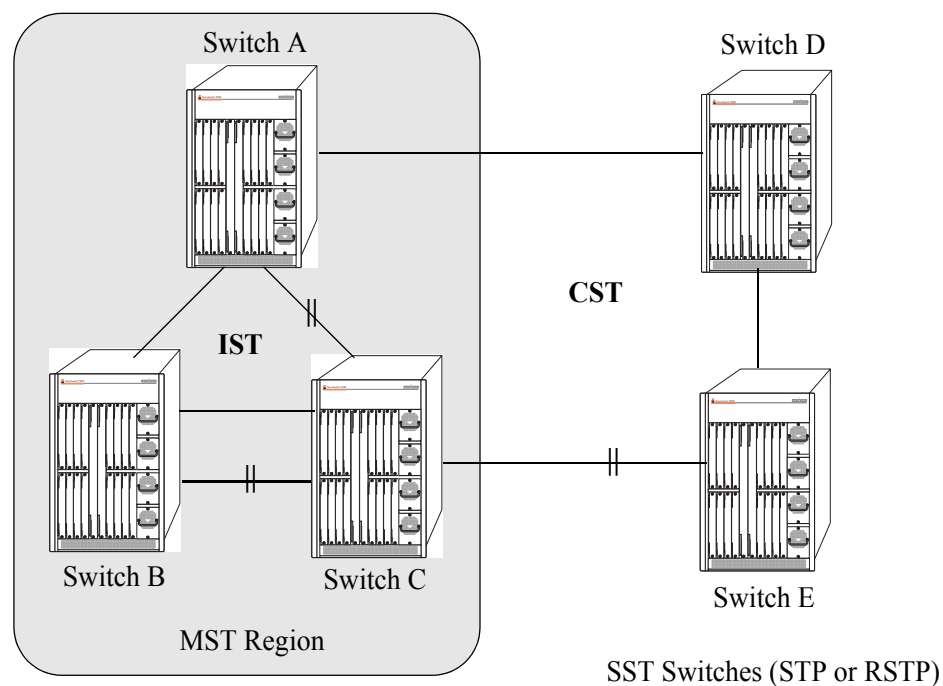 Switch A
Switch D
IST
CST
Switch B
Switch C
Switch E
MST Region
SST Switches (STP or RSTP)